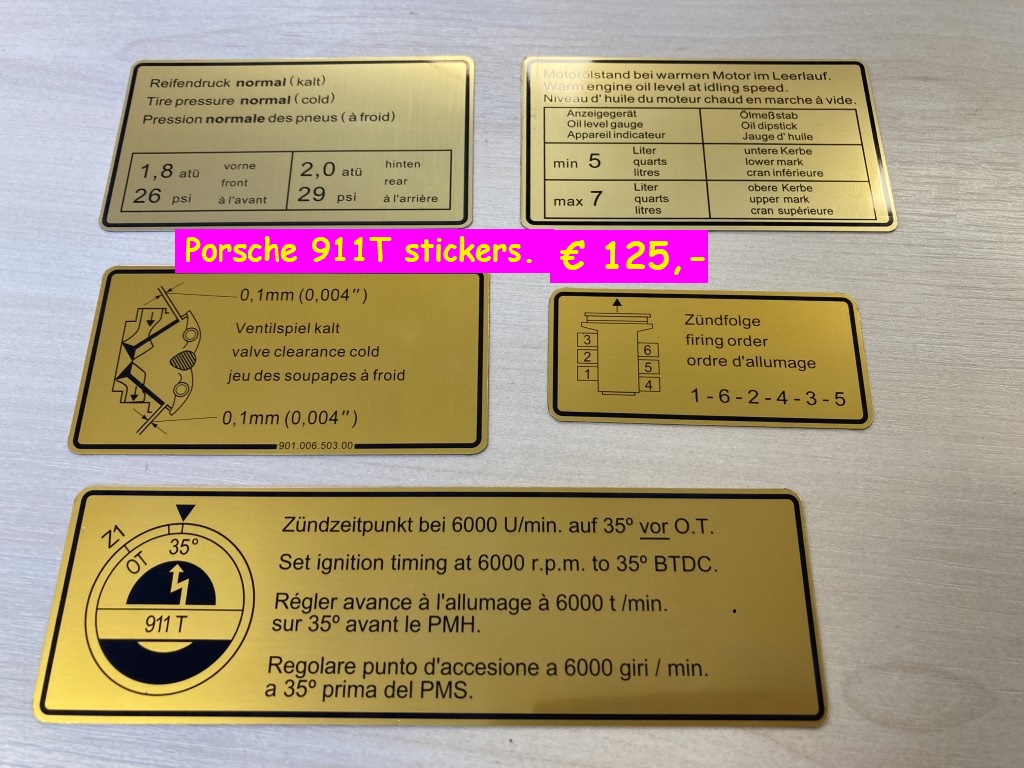 Reifendruck normal ( kalt)
Tire pressure normal ( cold)
Pression normale des pneus ( à froid)
1,8 atü vorne
front
26 psi à l'avant
2,0 atü hinten
rear
29 psi à l'arrière
Motorölstand bei warmen Motor im Leerlauf.
Warm engine oil level at idling speed.
Niveau d' huile du moteur chaud en marche à vide.
Anzeigegerät
Oil level gauge
Appareil indicateur
Ölmeßstab
Oil dipstick
Jauge d' huile
min 5 Liter
quarts
litres
untere Kerbe
lower mark
cran inférieure
max 7 Liter
quarts
litres
obere Kerbe
upper mark
cran supèrieure
Porsche 911T stickers. € 125,-
0,1mm (0,004")
Ventilspiel kalt
valve clearance cold
jeu des soupapes à froid
0,1mm (0,004")
901.006.503.00
3
2
1
6
5
4
Zündfolge
firing order
ordre d'allumage
1 - 6 - 2 - 4 - 3 - 5
Z1
OT
35°
911 T
Zündzeitpunkt bei 6000 U/min. auf 35º vor O.T.
Set ignition timing at 6000 r.p.m. to 35º BTDC.
Régler avance à l'allumage à 6000 t /min.
sur 35º avant le PMH.
Regolare punto d'accesione a 6000 giri / min.
a 35º prima del PMS.